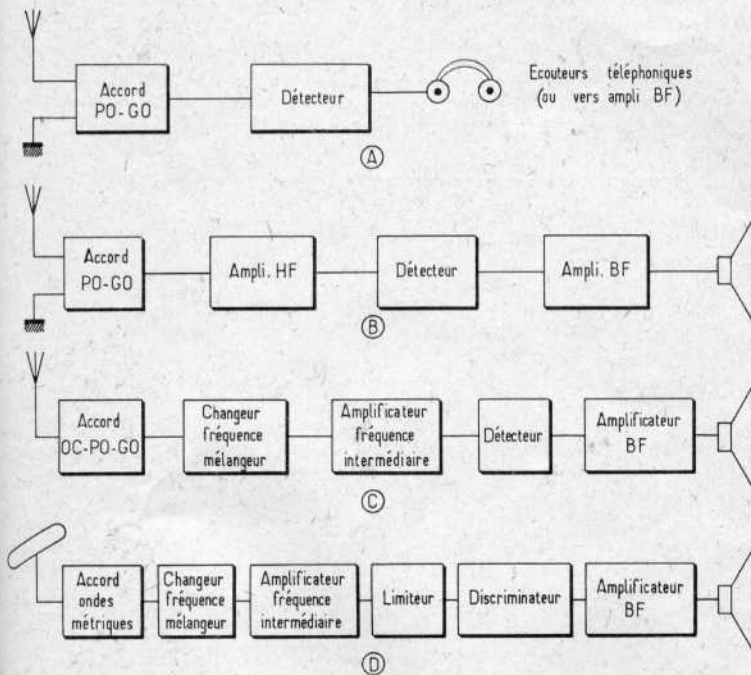 Accord
PO-GO
Détecteur
Ecouteurs téléphoniques
(ou vers ampli BF)
A
Accord
PO-GO
Ampli. HF
Détecteur
Ampli. BF
B
Accord
OC-PO-GO
Changeur
fréquence
mélangeur
Amplificateur
fréquence
intermédiaire
Détecteur
Amplificateur
BF
C
Accord
ondes
métriques
Changeur
fréquence
mélangeur
Amplificateur
fréquence
intermédiaire
Limiteur
Discriminateur
Amplificateur
BF
D